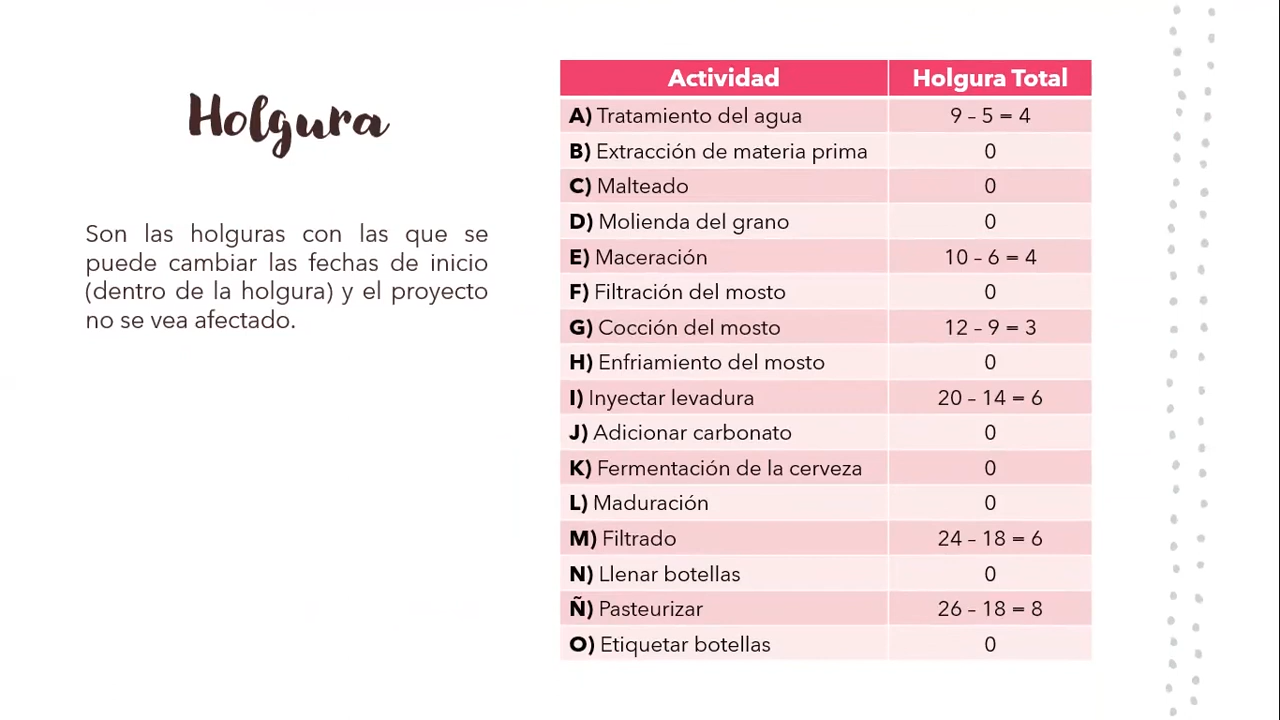 Holgura
Son las holguras con las que se
puede cambiar las fechas de inicio
(dentro de la holgura) y el proyecto
no se vea afectado.
Actividad Holgura Total
A) Tratamiento del agua 9 – 5 = 4
B) Extracción de materia prima 0
C) Malteado 0
D) Molienda del grano 0
E) Maceración 10 – 6 = 4
F) Filtración del mosto 0
G) Cocción del mosto 12 – 9 = 3
H) Enfriamiento del mosto 0
I) Inyectar levadura 20 – 14 = 6
J) Adicionar carbonato 0
K) Fermentación de la cerveza 0
L) Maduración 0
M) Filtrado 24 – 18 = 6
N) Llenar botellas 0
Ñ) Pasteurizar 26 – 18 = 8
O) Etiquetar botellas 0